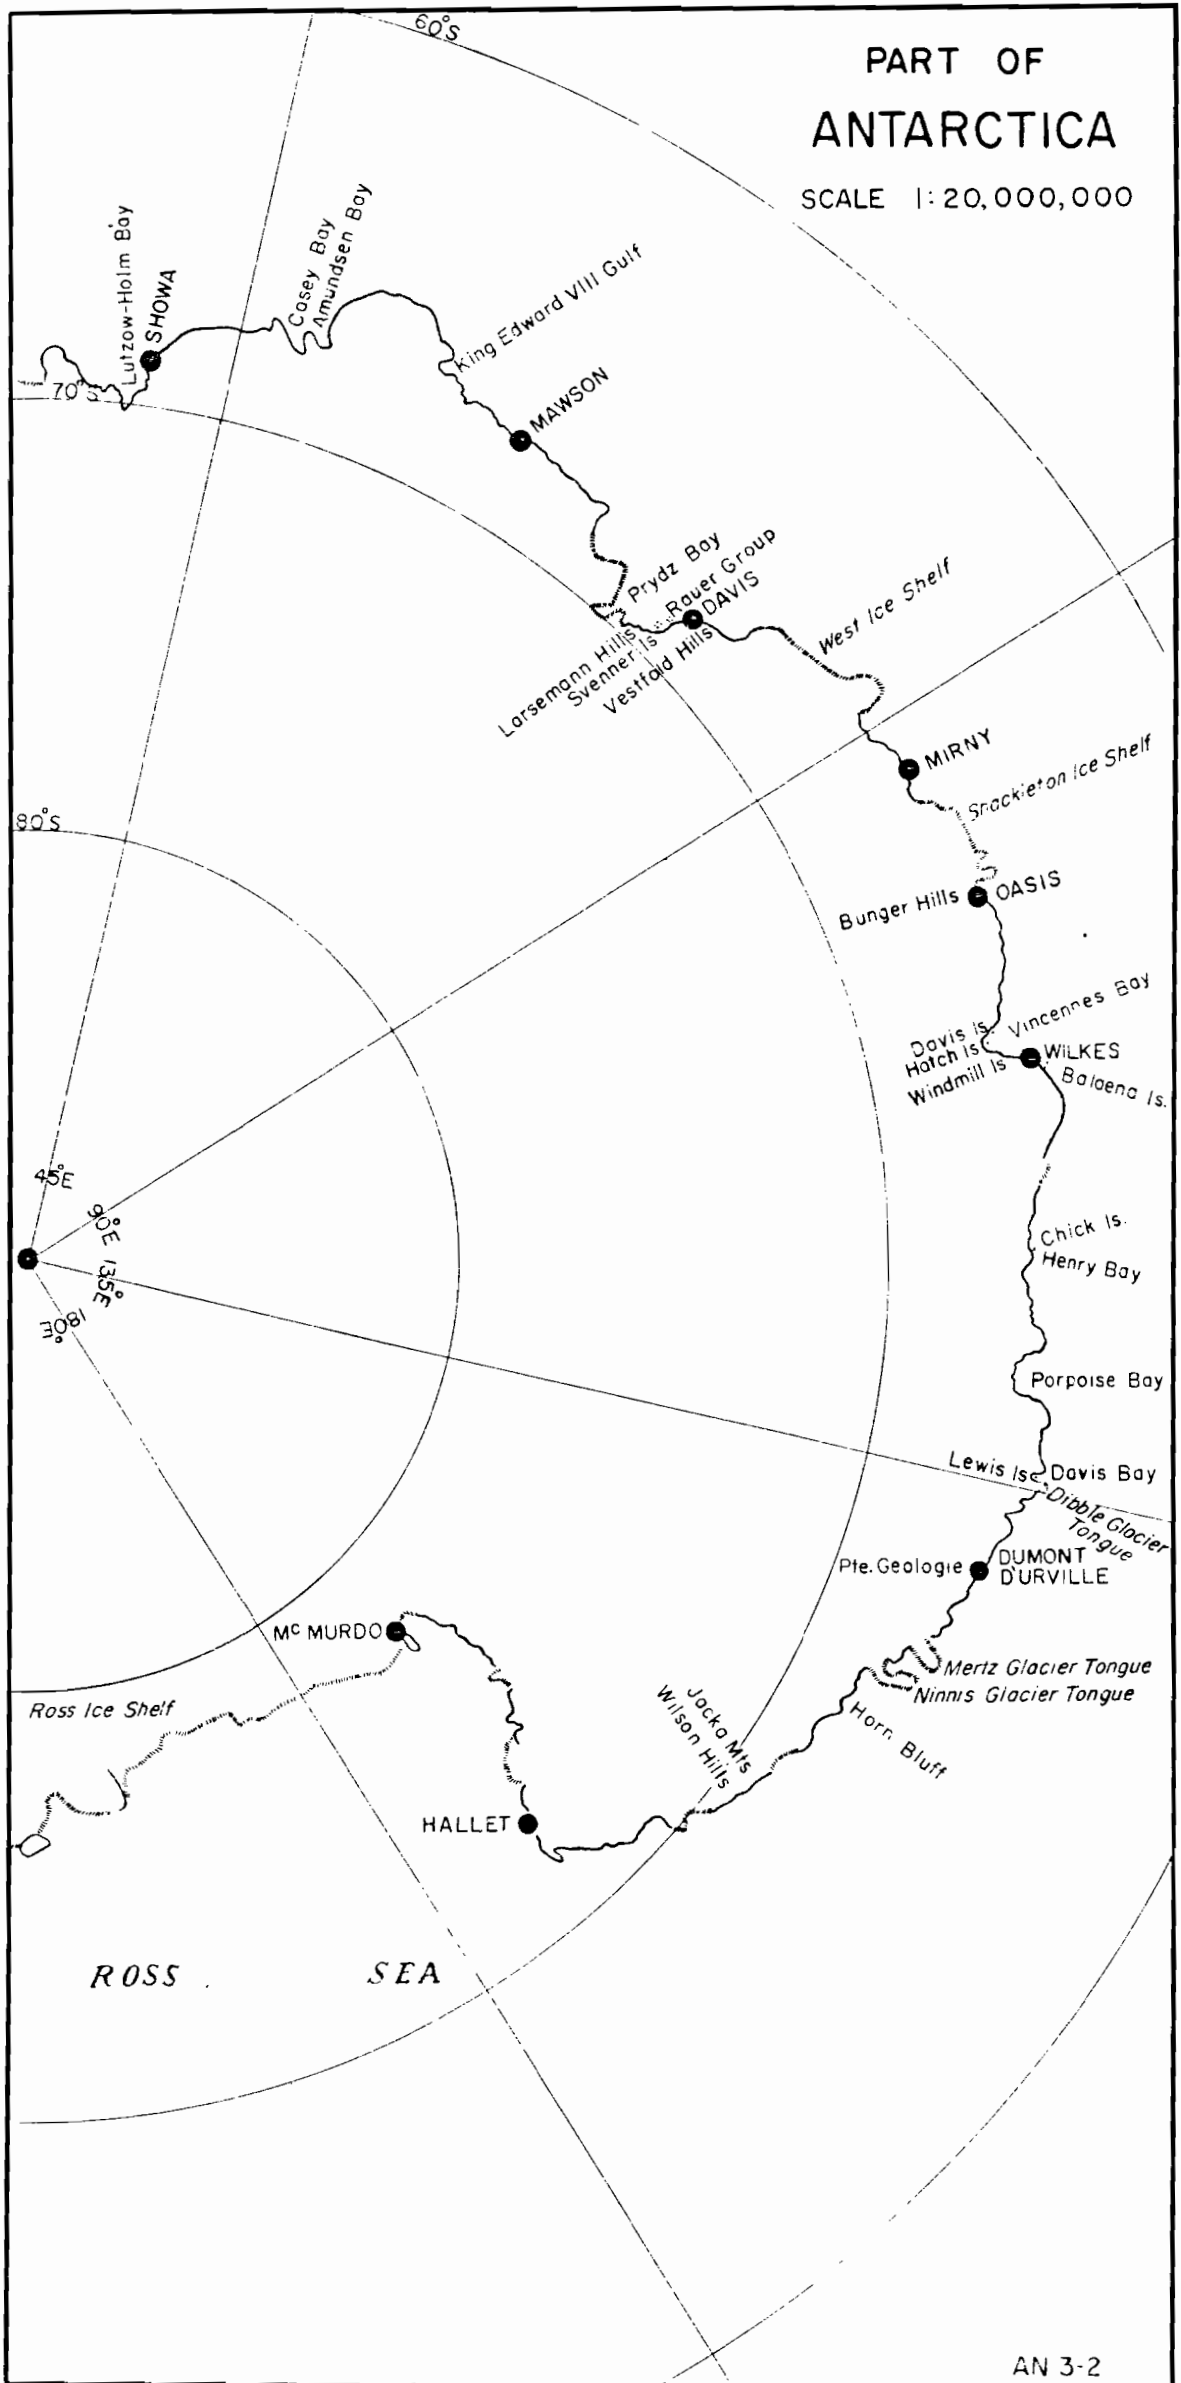 60°S
PART OF
ANTARCTICA
SCALE 1:20,000,000
Lutzow-Holm Bay
SHOWA
Casey Bay
Amundsen Bay
King Edward VIII Gulf
70°S
MAWSON
Prydz Bay
Rauer Group
DAVIS
Larsemann Hills
Svenner Is
Vestfold Hills
West Ice Shelf
MIRNY
Shackleton Ice Shelf
80°S
Bunger Hills
OASIS
Vincennes Bay
Davis Is.
Hatch Is
Windmill Is
WILKES
Balaena Is.
45°E
90°E
135°E
180°E
Chick Is.
Henry Bay
Porpoise Bay
Lewis Is
Davis Bay
Dibble Glacier
Tongue
Pte. Geologie
DUMONT
D'URVILLE
Mc MURDO
Mertz Glacier Tongue
Ninnis Glacier Tongue
Ross Ice Shelf
Jacka Mts
Wilson Hills
Horn Bluff
HALLET
ROSS SEA
AN 3-2